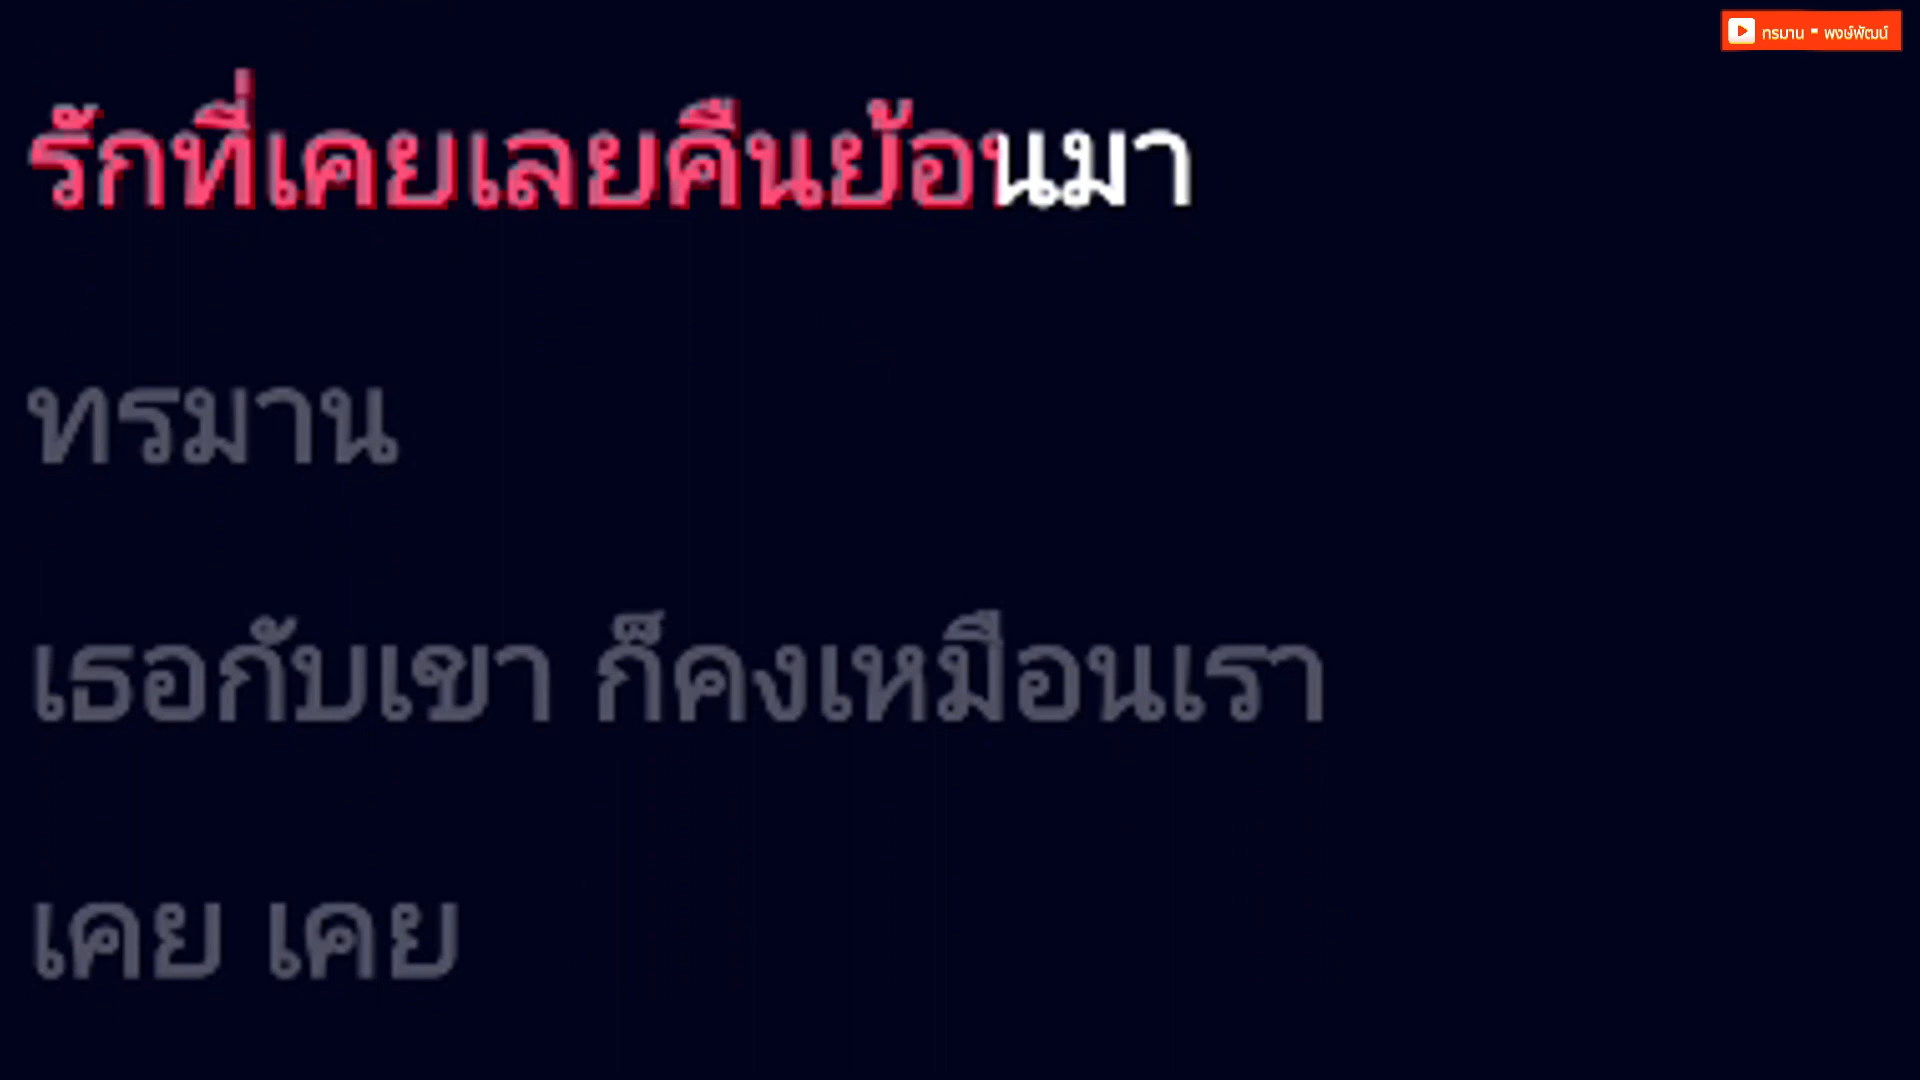 ทรมาน - พงษ์พัฒน์
รักที่เคยเลยคืนย้อนมา
ทรมาน
เธอกับเขา ก็คงเหมือนเรา
เคย เคย